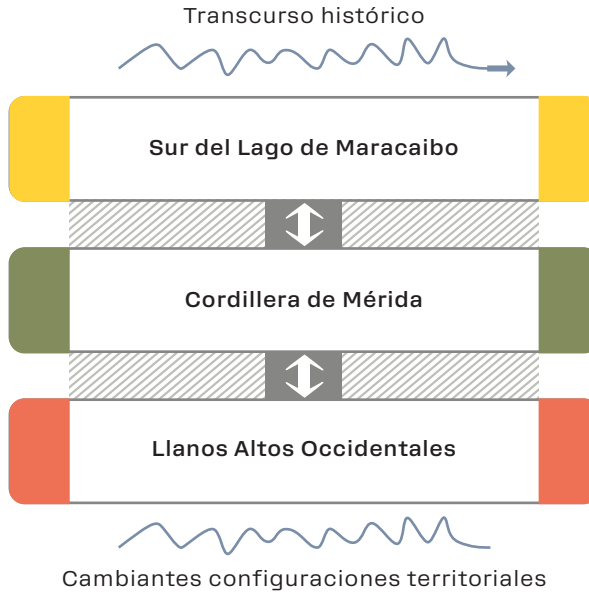 Transcurso histórico
Sur del Lago de Maracaibo
Cordillera de Mérida
Llanos Altos Occidentales
Cambiantes configuraciones territoriales